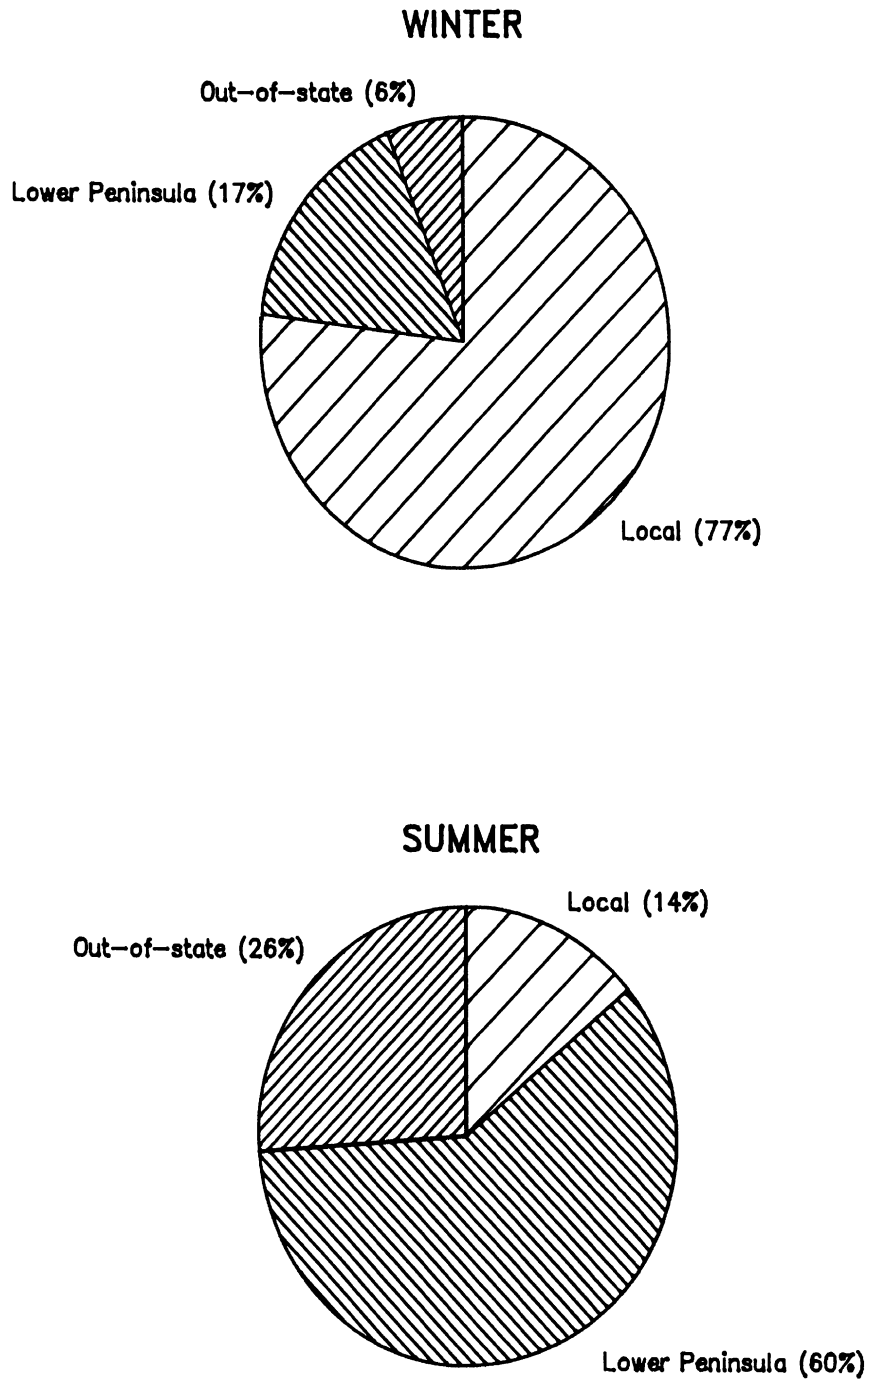 WINTER
Out-of-state (6%)
Lower Peninsula (17%)
Local (77%)
SUMMER
Local (14%)
Out-of-state (26%)
Lower Peninsula (60%)